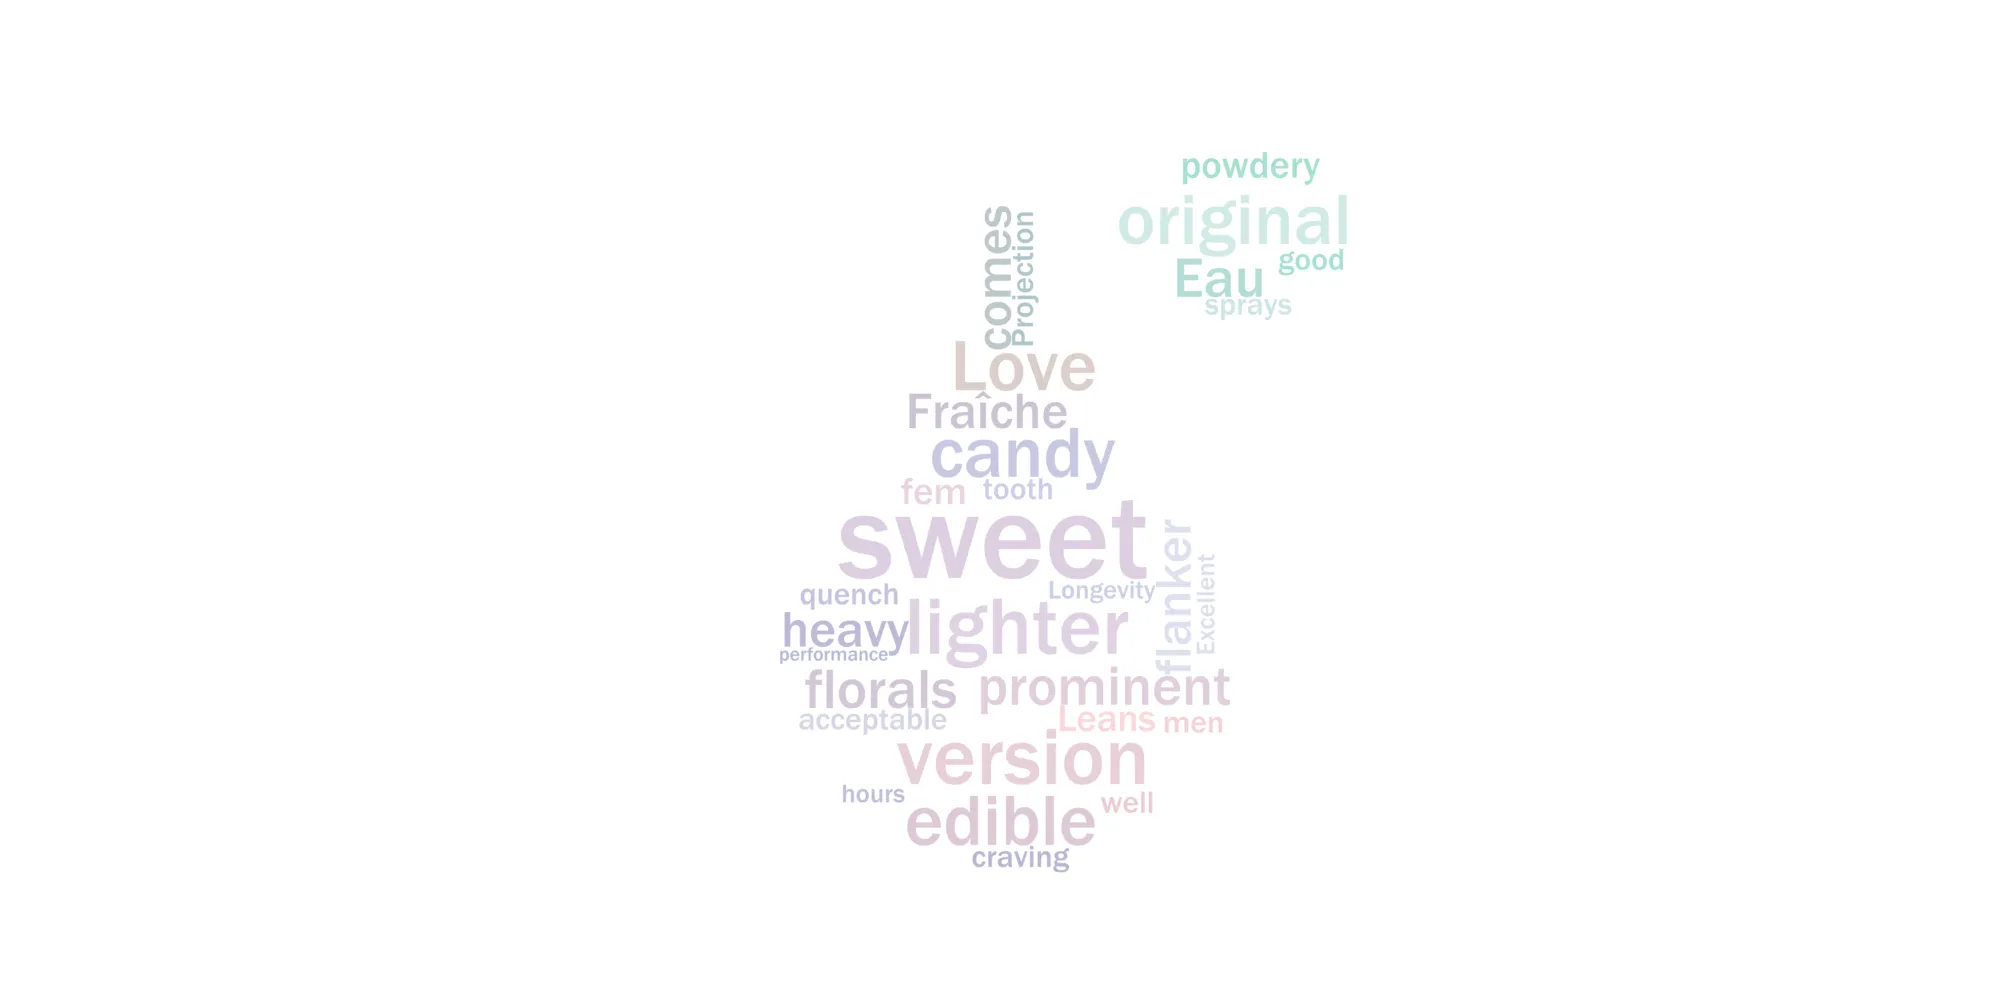 powdery
original
good
Eau
sprays
comes
Projection
Love
Fraîche
candy
fem
tooth
sweet
flanker
Excellent
quench
Longevity
heavy
lighter
performance
florals
prominent
acceptable
Leans
men
version
hours
edible
well
craving